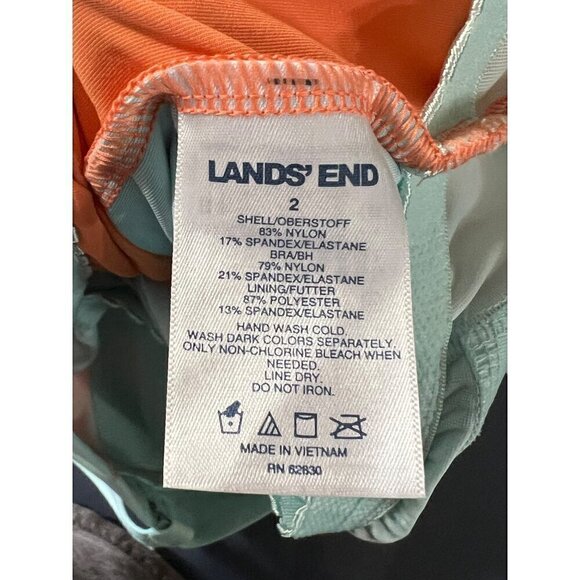 LANDS' END
2
SHELL/OBERSTOFF
83% NYLON
17% SPANDEX/ELASTANE
BRA/BH
79% NYLON
21% SPANDEX/ELASTANE
LINING/FUTTER
87% POLYESTER
13% SPANDEX/ELASTANE
HAND WASH COLD.
WASH DARK COLORS SEPARATELY.
ONLY NON-CHLORINE BLEACH WHEN
NEEDED.
LINE DRY.
DO NOT IRON.
MADE IN VIETNAM
RN 62830